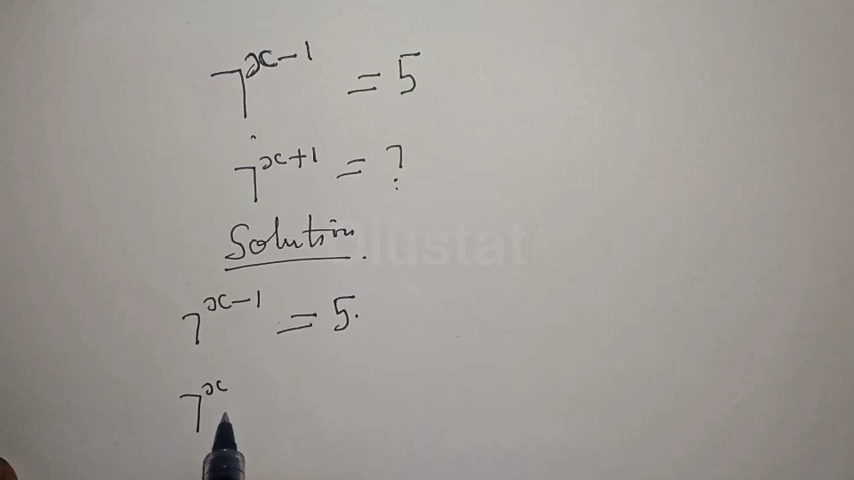 7^{x-1} = 5
7^{x+1} = ?
Solution.
7^{x-1} = 5.
7^x